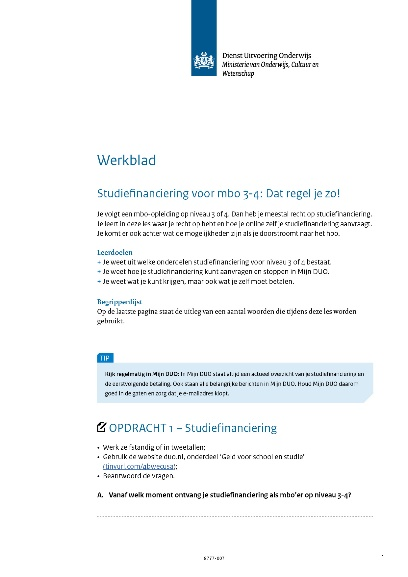 Dienst Uitvoering Onderwijs
Ministerie van Onderwijs, Cultuur en
Wetenschap
Werkblad
Studiefinanciering voor mbo 3-4: Dat regel je zo!
Je volgt een mbo-opleiding op niveau 3 of 4. Dan heb je meestal recht op studiefinanciering.
Je leert in deze les waar je recht op bent en hoe je online zelf je studiefinanciering aanvraagt.
Je komt er ook achter wat de mogelijkheden zijn als je doorstroomt naar het hbo.
Leerdoelen
+ Je weet uit welke onderdelen studiefinanciering voor niveau 3 of 4 bestaat.
+ Je weet hoe je studiefinanciering kunt aanvragen en stoppen in Mijn DUO.
+ Je weet wat je kunt krijgen, maar ook wat je zelf moet betalen.
Begrippenlijst
Op de laatste pagina staat de uitleg van een aantal woorden die tijdens deze les worden
gebruikt.
TIP
Kijk regelmatig in Mijn DUO: In Mijn DUO staat altijd een actueel overzicht van je studiefinanciering en
de eerstvolgende betaling. Ook staan alle belangrijke berichten in Mijn DUO. Houd Mijn DUO daarom
goed in de gaten en zorg dat je e-mailadres klopt.
OPDRACHT 1 – Studiefinanciering
• Werk zelfstandig of in tweetallen;
• Gebruik de website duo.nl, onderdeel 'Geld voor school en studie'
(tinyurl.com/abwecusa);
• Beantwoord de vragen.
A. Vanaf welk moment ontvang je studiefinanciering als mbo'er op niveau 3-4?